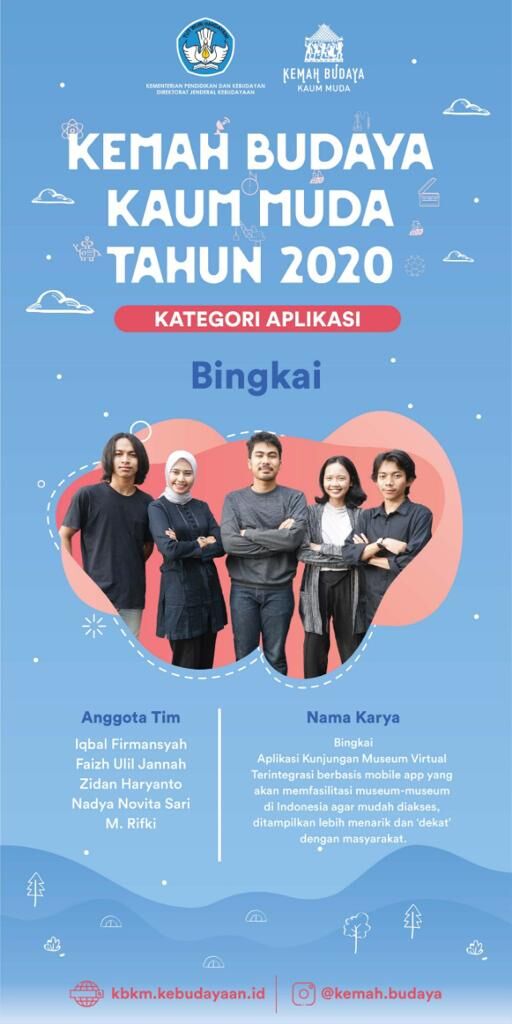 KEMENTERIAN PENDIDIKAN DAN KEBUDAYAAN
DIREKTORAT JENDERAL KEBUDAYAAN
KEMAH BUDAYA
KAUM MUDA
KEMAH BUDAYA
KAUM MUDA
TAHUN 2020
KATEGORI APLIKASI
Bingkai
Anggota Tim
Iqbal Firmansyah
Faizh Ulil Jannah
Zidan Haryanto
Nadya Novita Sari
M. Rifki
Nama Karya
Bingkai
Aplikasi Kunjungan Museum Virtual
Terintegrasi berbasis mobile app yang
akan memfasilitasi museum-museum
di Indonesia agar mudah diakses,
ditampilkan lebih menarik dan 'dekat'
dengan masyarakat.
kbkm.kebudayaan.id
@kemah.budaya